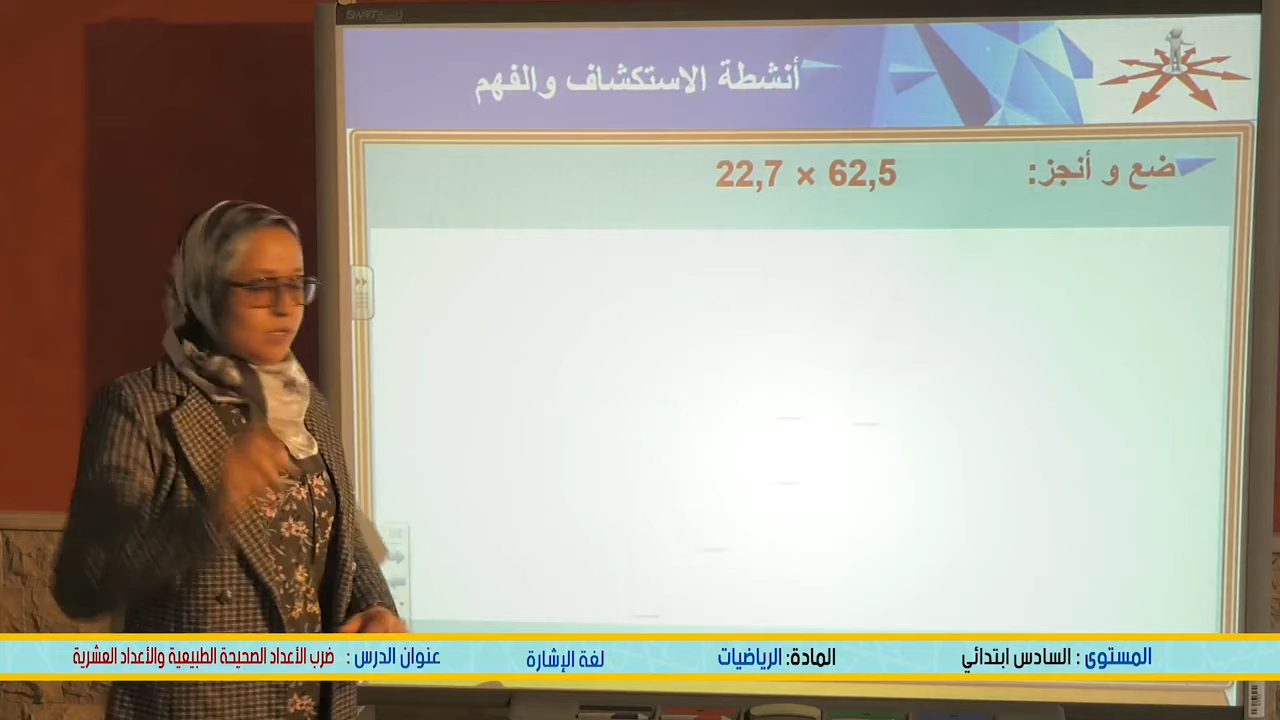 SMART
أنشطة الاستكشاف والفهم
ضع و أنجز: 22,7 × 62,5
المستوى : السادس ابتدائي المادة: الرياضيات لغة الإشارة عنوان الدرس : ضرب الأعداد الصحيحة الطبيعية والأعداد العشرية